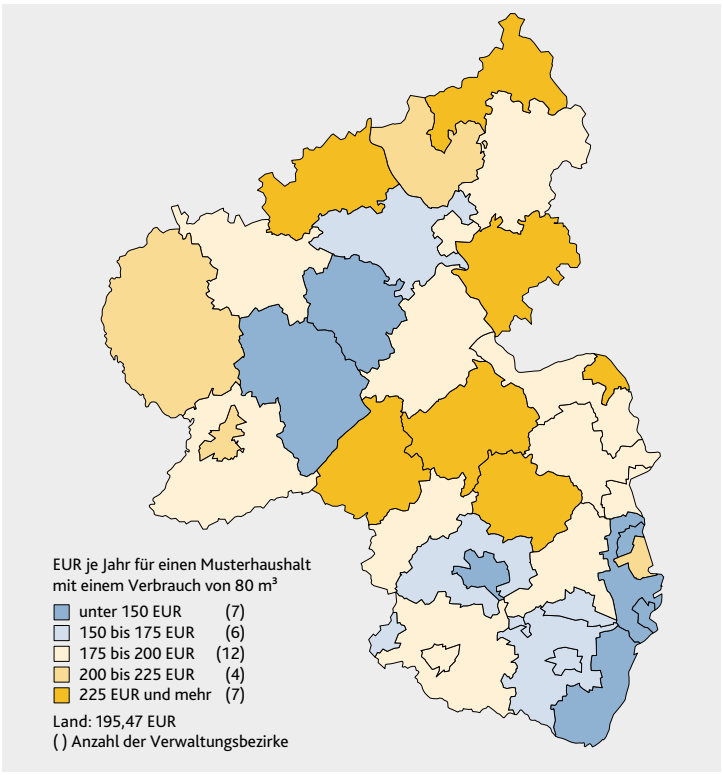 EUR je Jahr für einen Musterhaushalt
mit einem Verbrauch von 80 m³
unter 150 EUR (7)
150 bis 175 EUR (6)
175 bis 200 EUR (12)
200 bis 225 EUR (4)
225 EUR und mehr (7)
Land: 195,47 EUR
( ) Anzahl der Verwaltungsbezirke